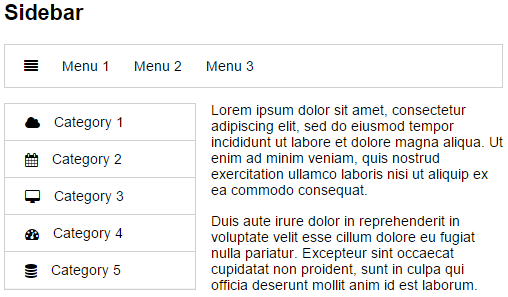 Sidebar
Menu 1 Menu 2 Menu 3
Category 1
Category 2
Category 3
Category 4
Category 5
Lorem ipsum dolor sit amet, consectetur
adipiscing elit, sed do eiusmod tempor
incididunt ut labore et dolore magna aliqua. Ut
enim ad minim veniam, quis nostrud
exercitation ullamco laboris nisi ut aliquip ex
ea commodo consequat.
Duis aute irure dolor in reprehenderit in
voluptate velit esse cillum dolore eu fugiat
nulla pariatur. Excepteur sint occaecat
cupidatat non proident, sunt in culpa qui
officia deserunt mollit anim id est laborum.